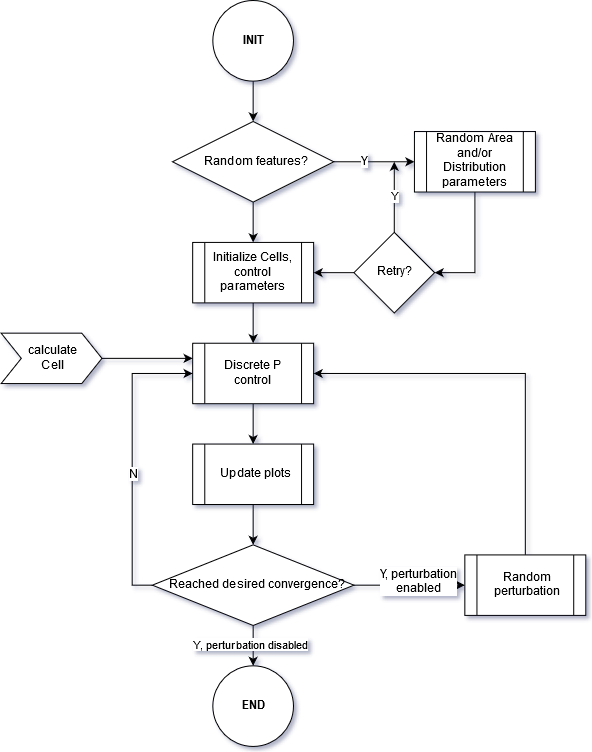 INIT
Random features?
Y
Random Area
and/or
Distribution
parameters
Y
Retry?
Initialize Cells,
control
parameters
calculate
Cell
Discrete P
control
N
Update plots
Reached desired convergence?
Y, perturbation
enabled
Random
perturbation
Y, perturbation disabled
END